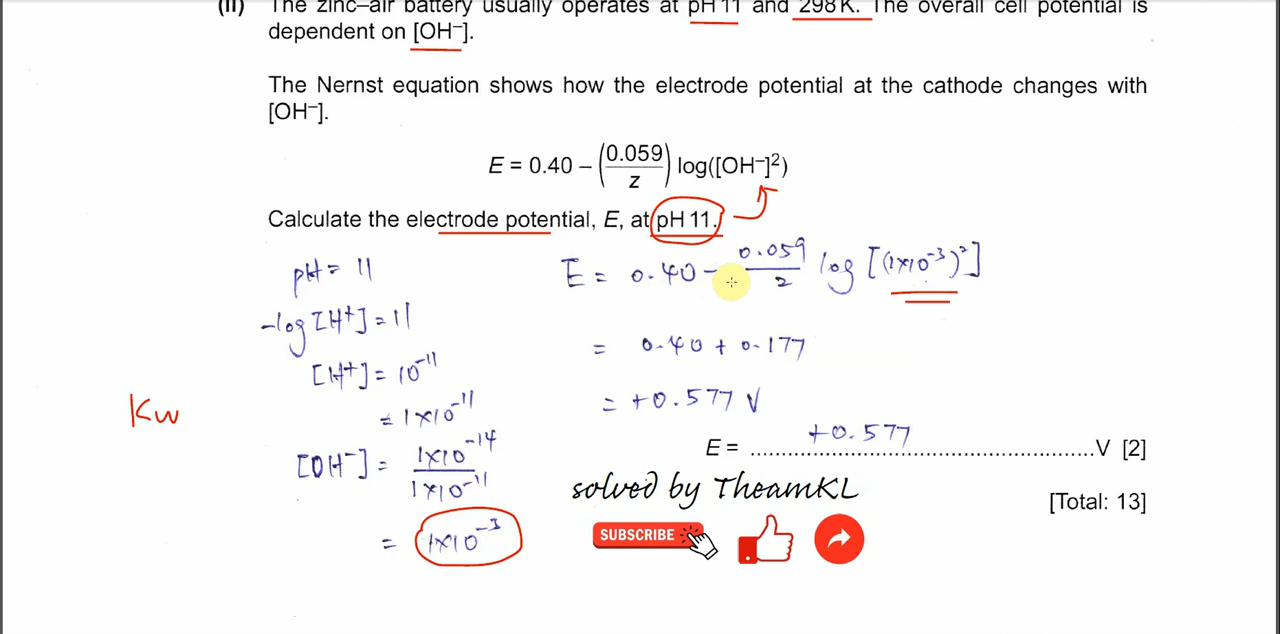 (ii) The zinc–air battery usually operates at pH 11 and 298 K. The overall cell potential is
dependent on [OH⁻].
The Nernst equation shows how the electrode potential at the cathode changes with
[OH⁻].
E = 0.40 – (0.059/z) log([OH⁻]²)
Calculate the electrode potential, E, at pH 11.
pH = 11
-log[H⁺] = 11
[H⁺] = 10⁻¹¹
= 1×10⁻¹¹
Kw
[OH⁻] = 1×10⁻¹⁴/1×10⁻¹¹
= 1×10⁻³
E = 0.40 - 0.059/2 log [(1×10⁻³)²]
= 0.40 + 0.177
= +0.577 V
E = +0.577 V [2]
solved by TheamKL
[Total: 13]
SUBSCRIBE